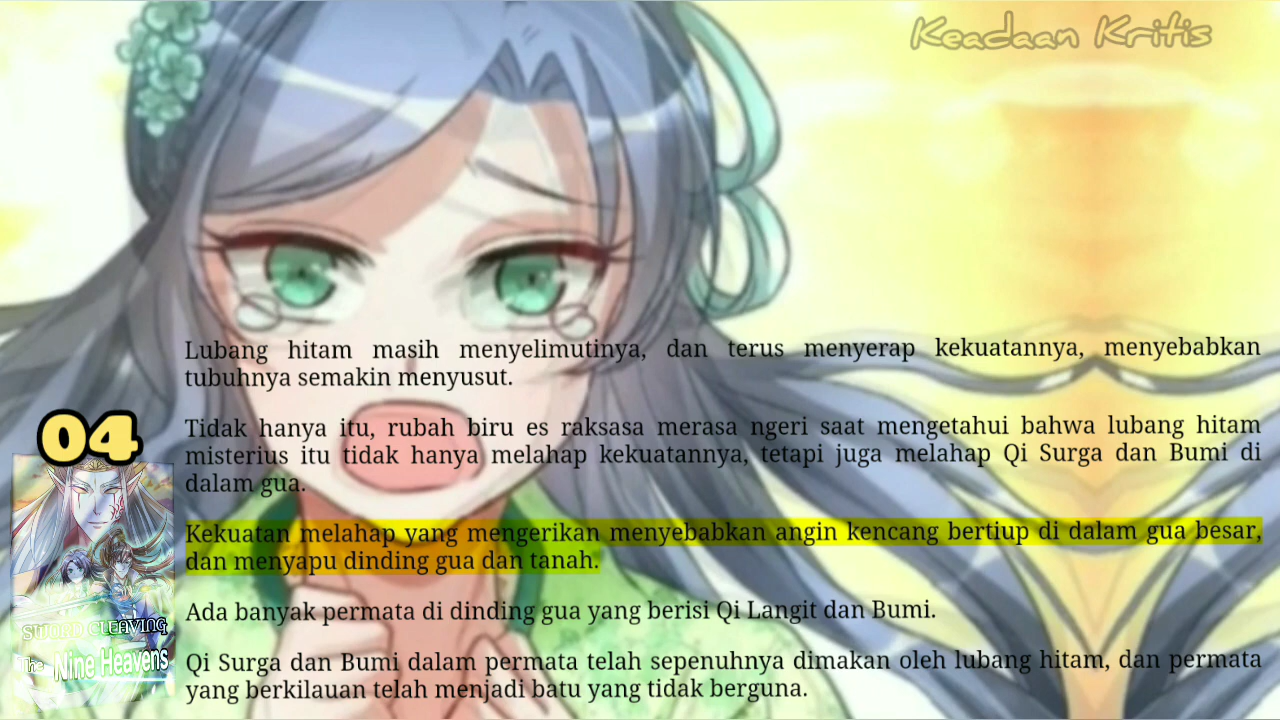 Keadaan Kritis
Lubang hitam masih menyelimutinya, dan terus menyerap kekuatannya, menyebabkan
tubuhnya semakin menyusut.
Tidak hanya itu, rubah biru es raksasa merasa ngeri saat mengetahui bahwa lubang hitam
misterius itu tidak hanya melahap kekuatannya, tetapi juga melahap Qi Surga dan Bumi di
dalam gua.
Kekuatan melahap yang mengerikan menyebabkan angin kencang bertiup di dalam gua besar,
dan menyapu dinding gua dan tanah.
Ada banyak permata di dinding gua yang berisi Qi Langit dan Bumi.
Qi Surga dan Bumi dalam permata telah sepenuhnya dimakan oleh lubang hitam, dan permata
yang berkilauan telah menjadi batu yang tidak berguna.
04
SWORD CLEAVING
The Nine Heavens